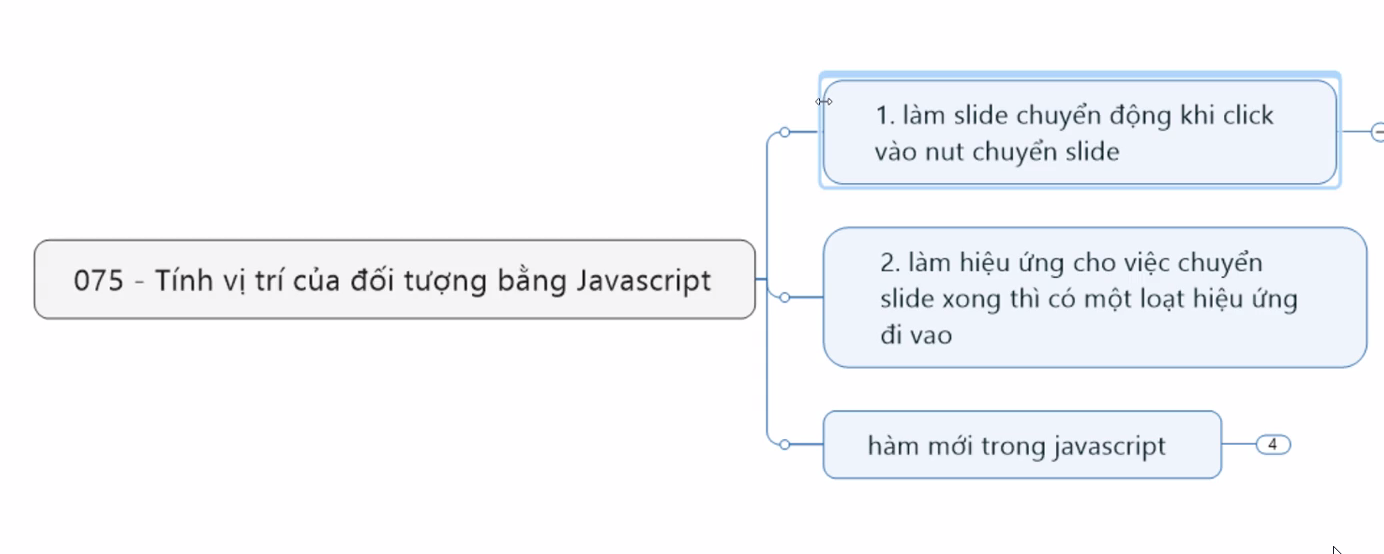 075 - Tính vị trí của đối tượng bằng Javascript
1. làm slide chuyển động khi click
vào nut chuyển slide
2. làm hiệu ứng cho việc chuyển
slide xong thì có một loạt hiệu ứng
đi vao
hàm mới trong javascript
4